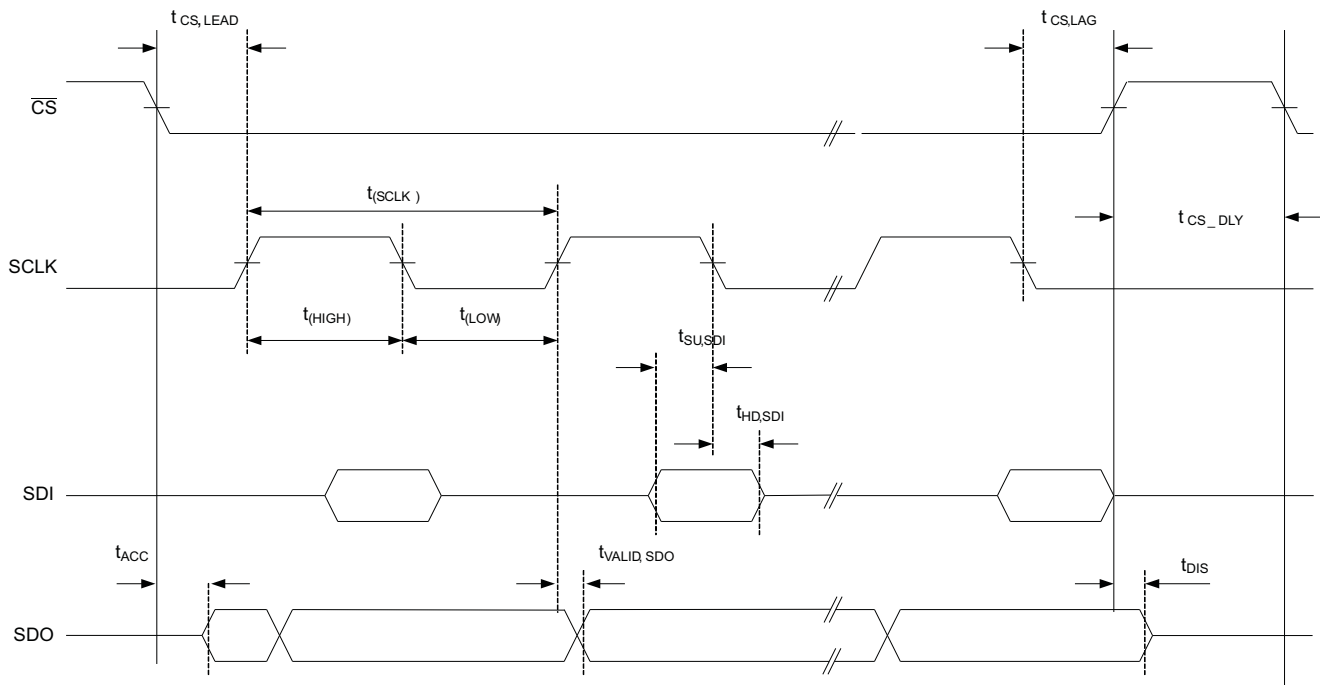 t CS, LEAD
t CS,LAG
CS
t(SCLK )
t CS_ DLY
SCLK
t(HIGH)
t(LOW)
tSU,SDI
tHD,SDI
SDI
tACC
tVALID, SDO
tDIS
SDO